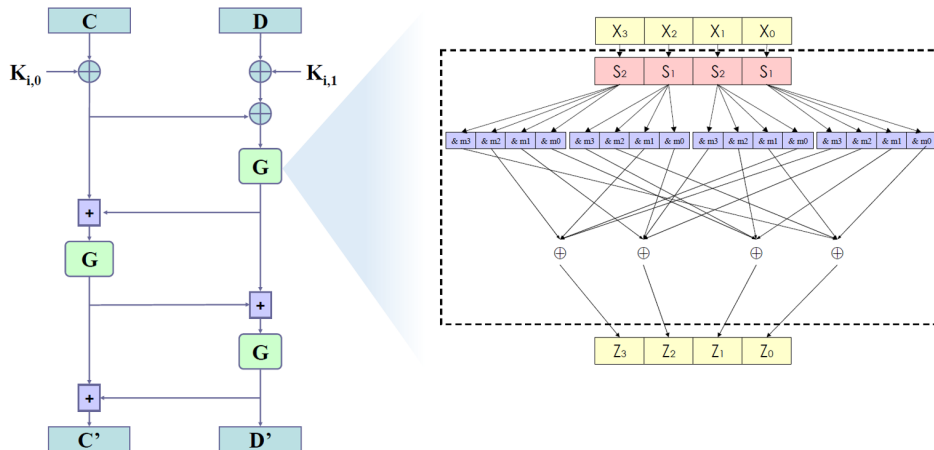 C D
K_{i,0} K_{i,1}
G
+
G
+
G
+
C’ D’
X₃ X₂ X₁ X₀
S₂ S₁ S₂ S₁
& m3 & m2 & m1 & m0 & m3 & m2 & m1 & m0 & m3 & m2 & m1 & m0 & m3 & m2 & m1 & m0
Z₃ Z₂ Z₁ Z₀